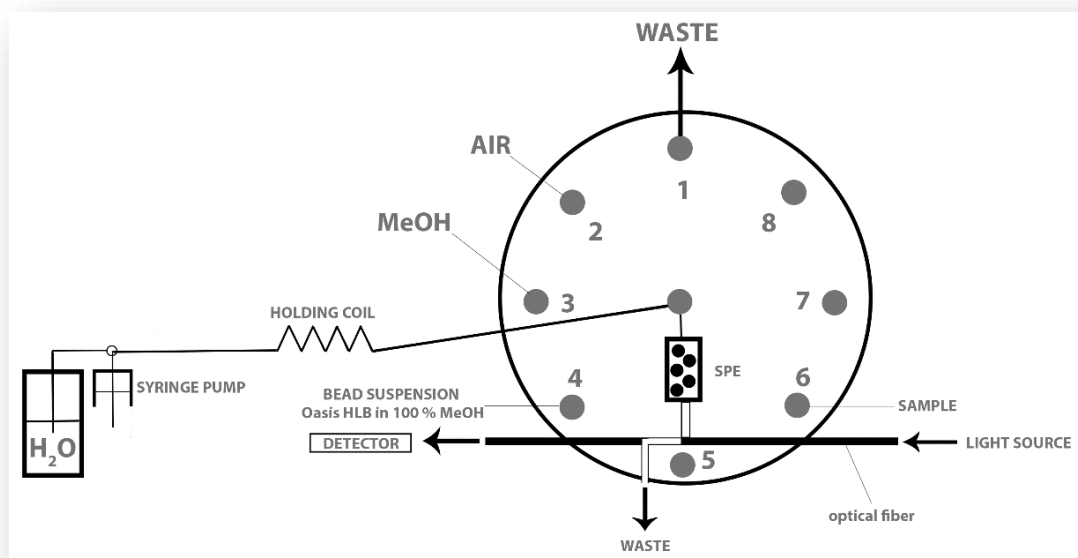 WASTE
AIR
1
8
2
MeOH
3
7
HOLDING COIL
SYRINGE PUMP
H₂O
4
BEAD SUSPENSION
Oasis HLB in 100 % MeOH
SPE
6
SAMPLE
DETECTOR
LIGHT SOURCE
5
optical fiber
WASTE